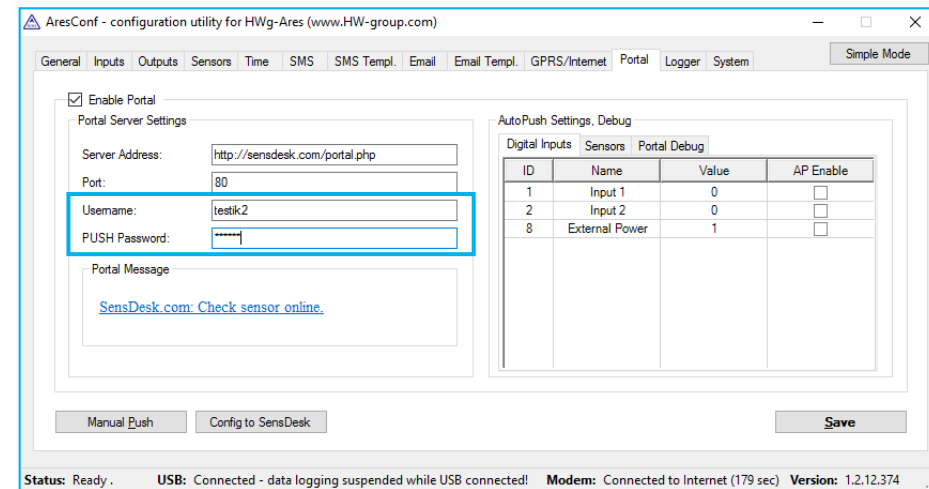 AresConf - configuration utility for HWg-Ares (www.HW-group.com)
Simple Mode
General Inputs Outputs Sensors Time SMS SMS Templ. Email Email Templ. GPRS/Internet Portal Logger System
Enable Portal
Portal Server Settings
Server Address: http://sensdesk.com/portal.php
Port: 80
Username: testik2
PUSH Password: ******
Portal Message
SensDesk.com: Check sensor online.
AutoPush Settings, Debug
Digital Inputs Sensors Portal Debug
ID Name Value AP Enable
1 Input 1 0
2 Input 2 0
8 External Power 1
Manual Push Config to SensDesk Save
Status: Ready . USB: Connected - data logging suspended while USB connected! Modem: Connected to Internet (179 sec) Version: 1.2.12.374